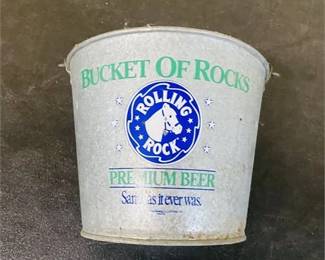 BUCKET OF ROCKS
ROLLING
ROCK
PREMIUM BEER
Same as it ever was.